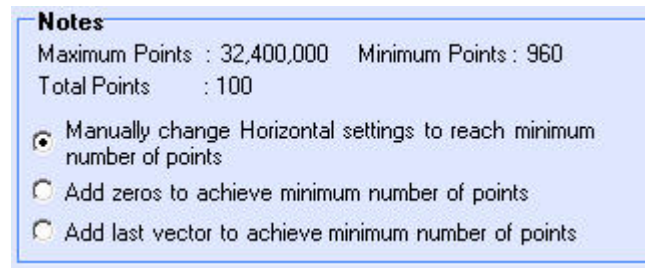 Notes
Maximum Points : 32,400,000 Minimum Points : 960
Total Points : 100
Manually change Horizontal settings to reach minimum
number of points
Add zeros to achieve minimum number of points
Add last vector to achieve minimum number of points